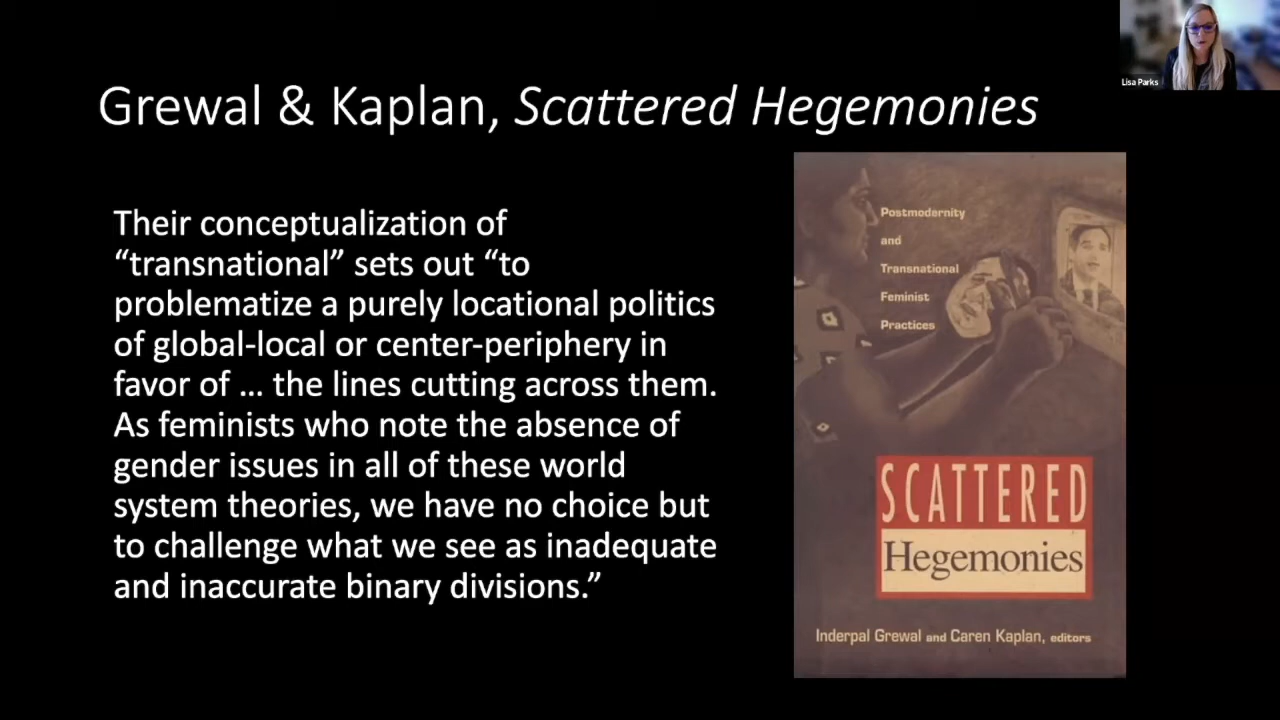 Lisa Parks
Grewal & Kaplan, Scattered Hegemonies
Their conceptualization of
“transnational” sets out “to
problematize a purely locational politics
of global-local or center-periphery in
favor of … the lines cutting across them.
As feminists who note the absence of
gender issues in all of these world
system theories, we have no choice but
to challenge what we see as inadequate
and inaccurate binary divisions.”
Postmodernity
and
Transnational
Feminist
Practices
SCATTERED
Hegemonies
Inderpal Grewal and Caren Kaplan, editors